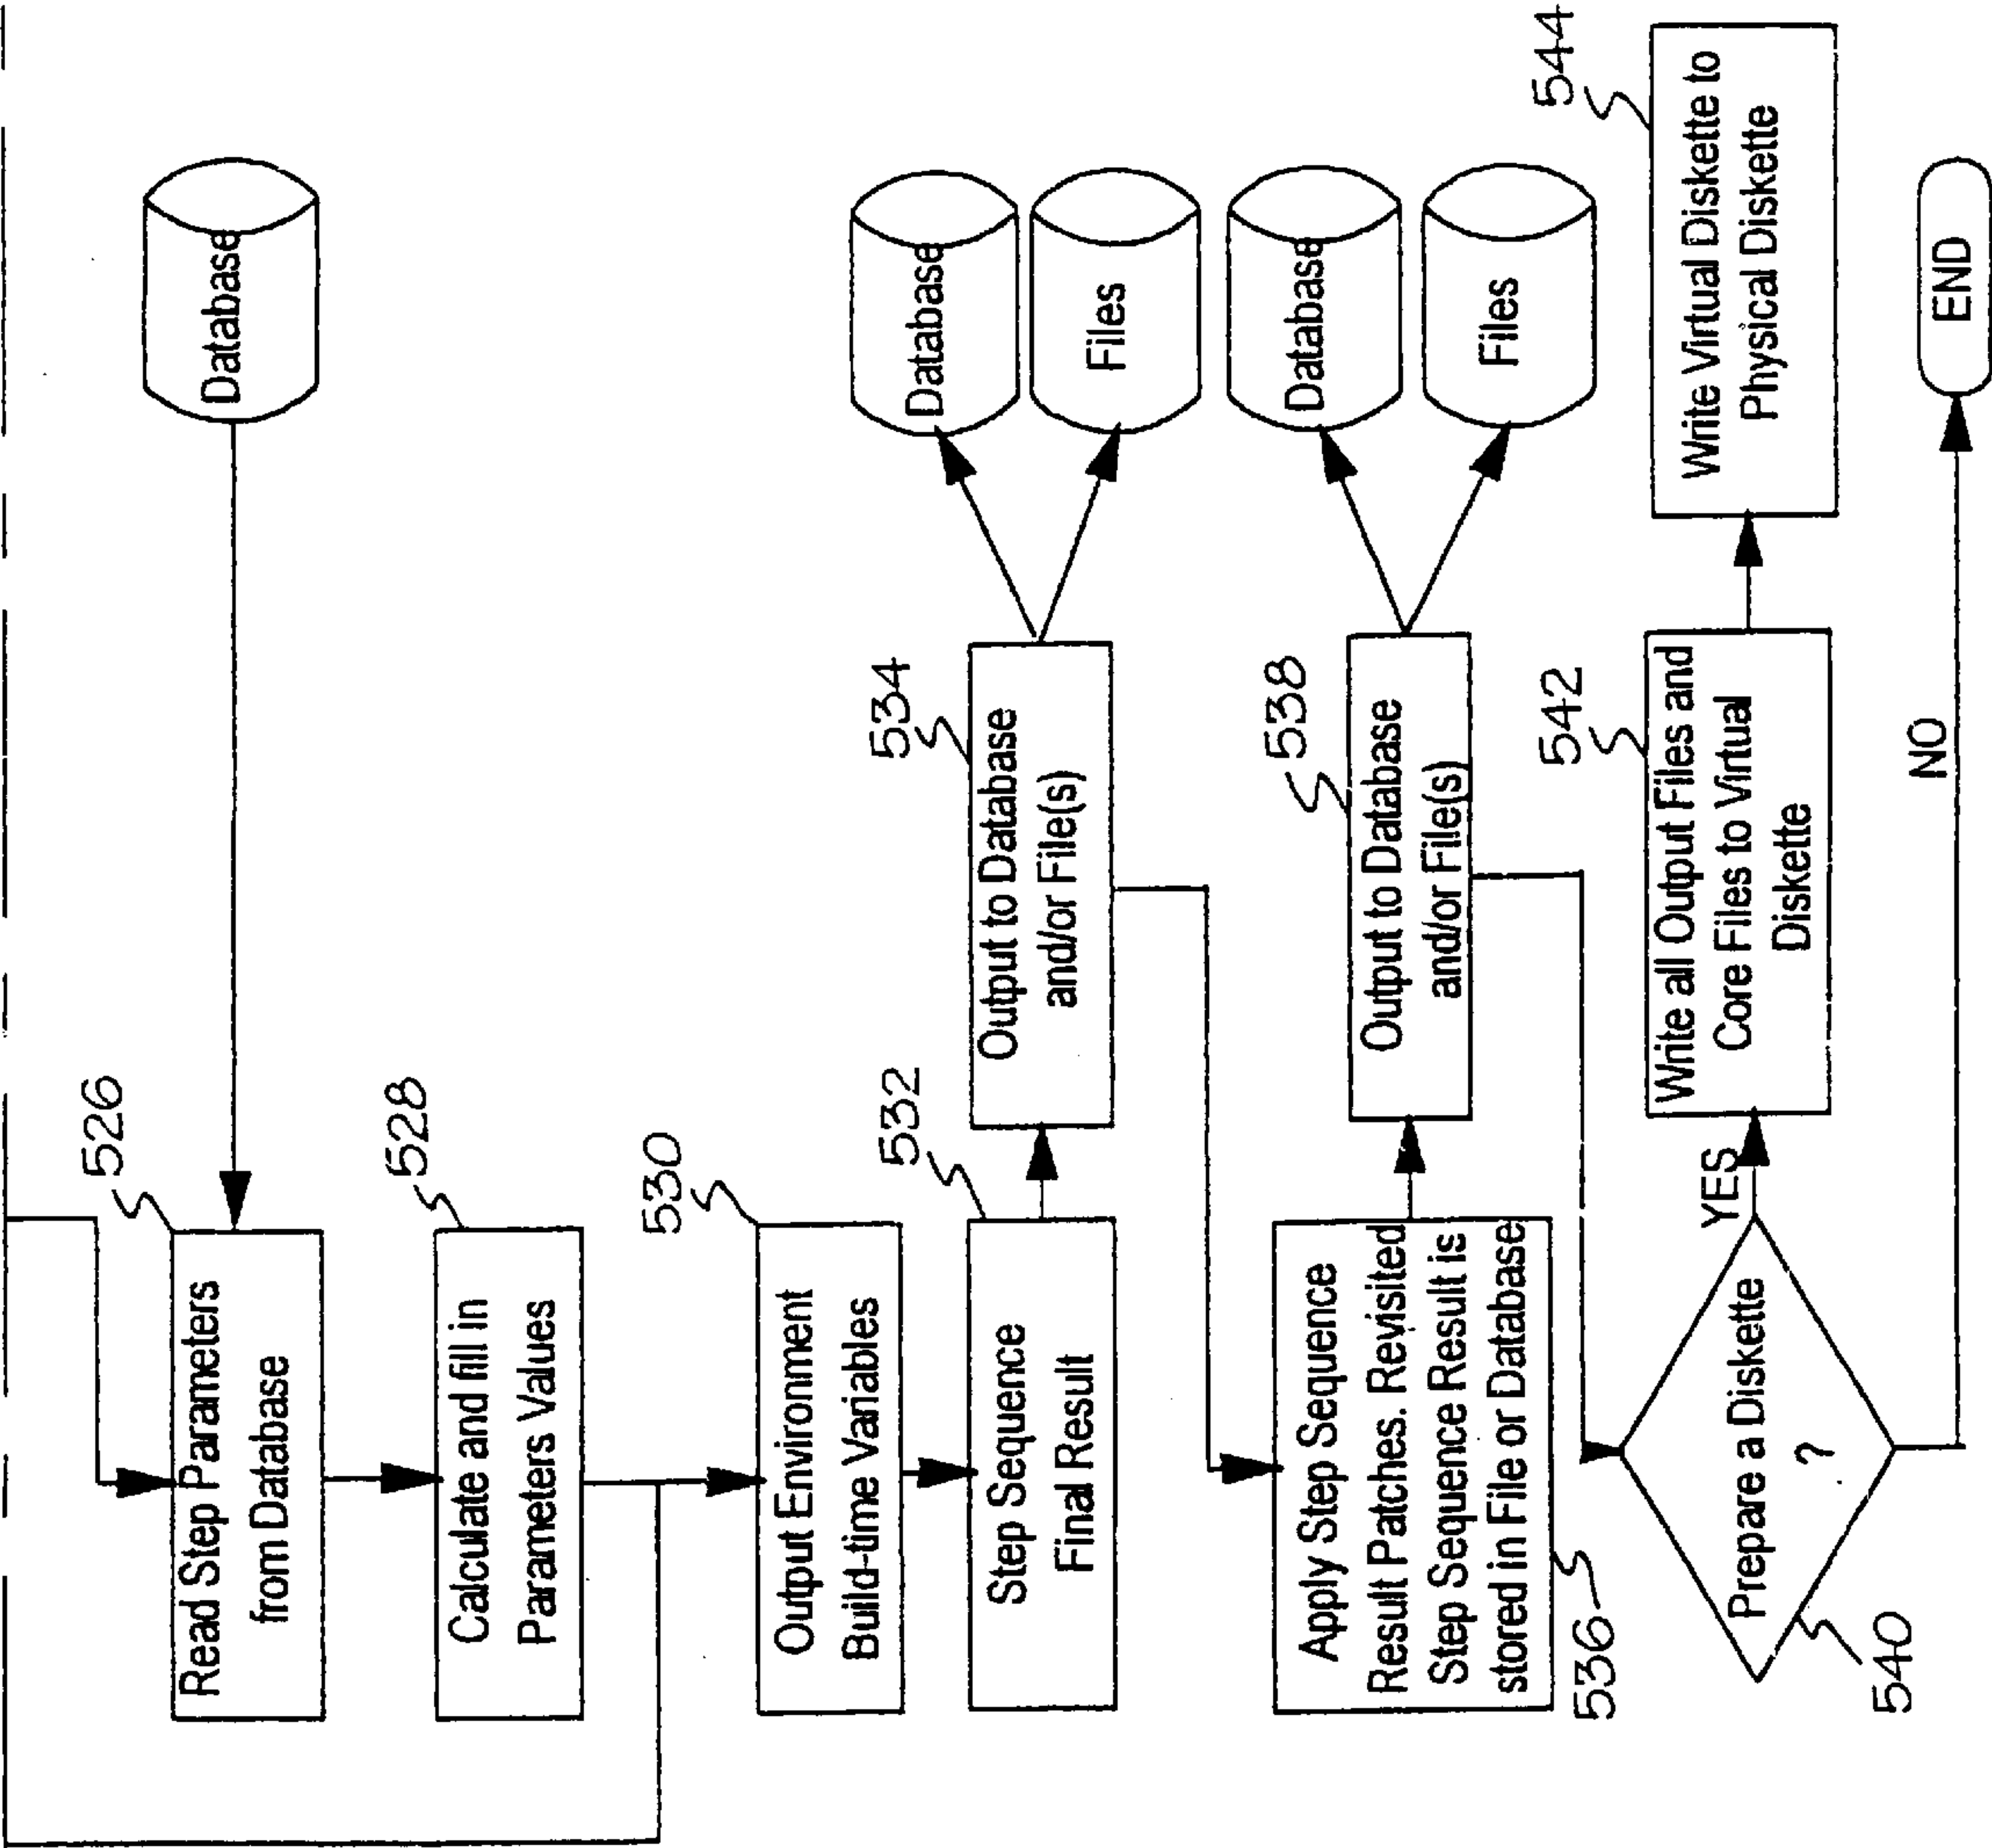 526
Read Step Parameters
from Database
Database
528
Calculate and fill in
Parameters Values
530
Output Environment
Build-time Variables
532
Step Sequence
Final Result
534
Output to Database
and/or File(s)
Database
Files
Apply Step Sequence
Result Patches. Revisited
Step Sequence Result is
stored in File or Database
536
538
Output to Database
and/or File(s)
Database
Files
Prepare a Diskette
?
540
YES
542
Write all Output Files and
Core Files to Virtual
Diskette
544
Write Virtual Diskette to
Physical Diskette
NO
END